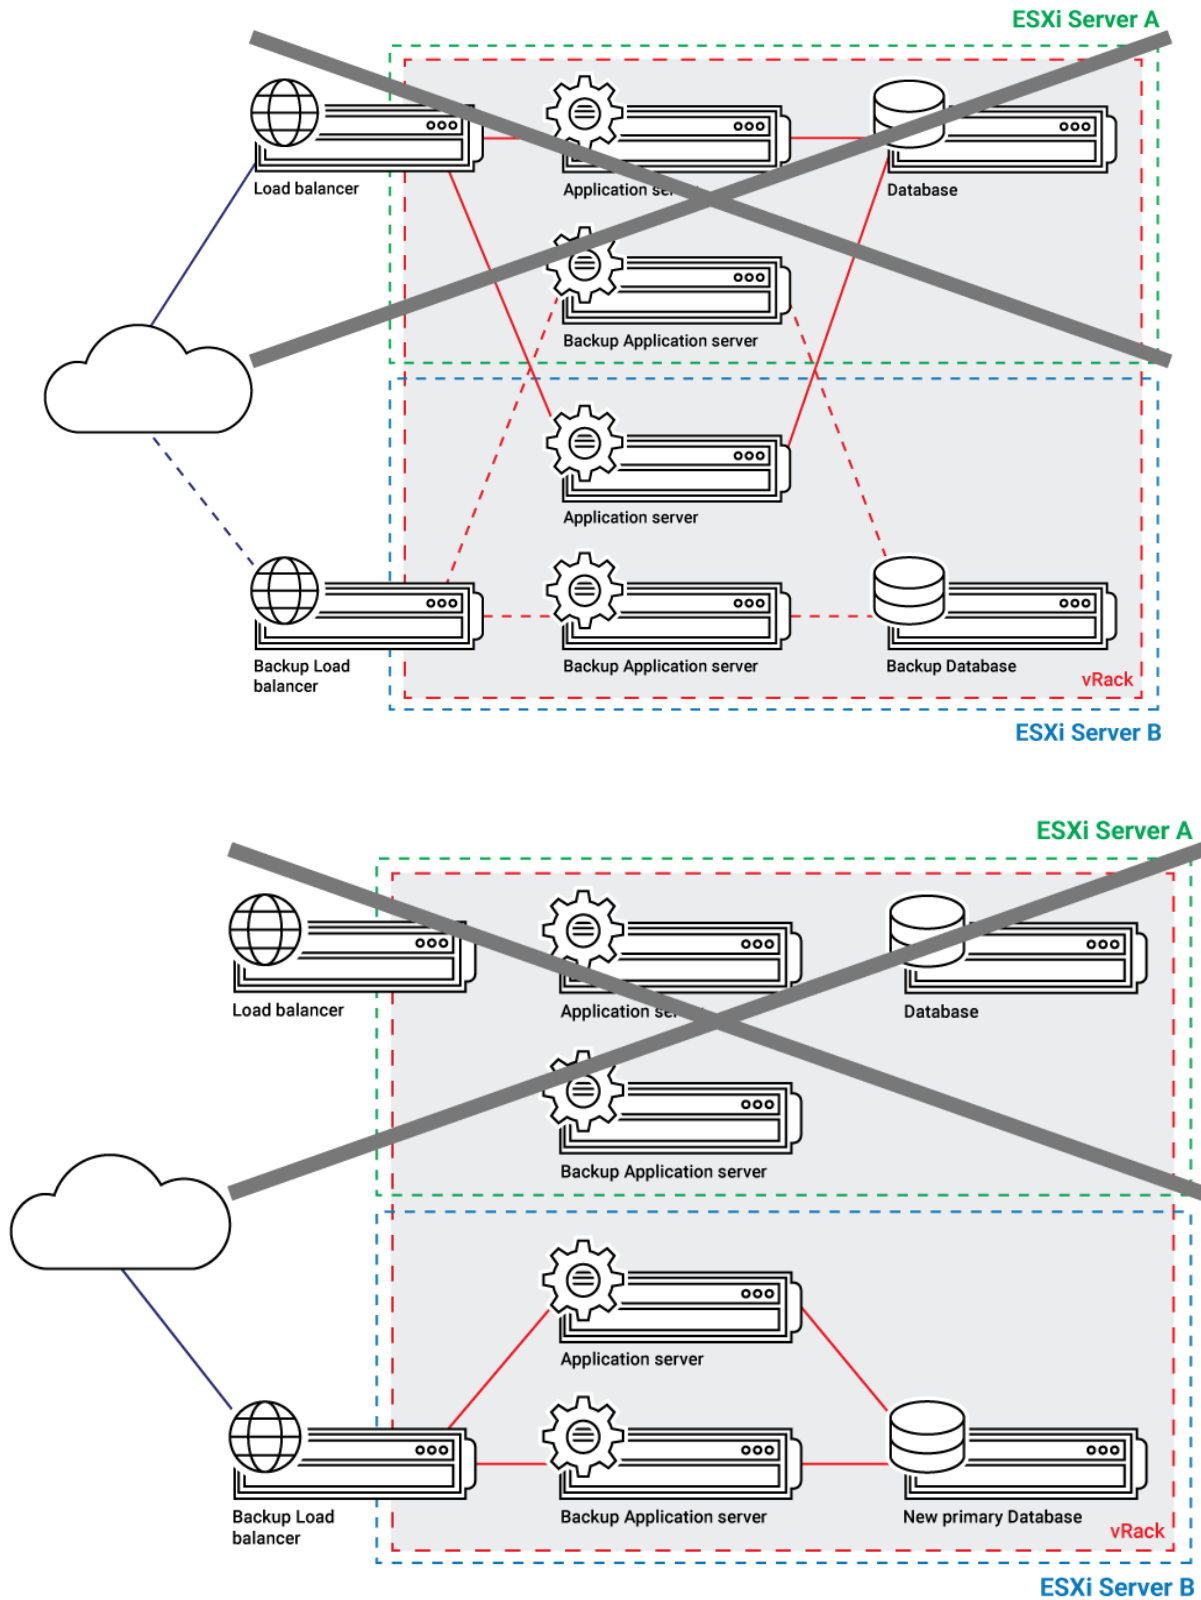 ESXi Server A
Load balancer
Application
Database
Backup Application server
Application server
Backup Load
balancer
Backup Application server
Backup Database
vRack
ESXi Server B
ESXi Server A
Load balancer
Application
Database
Backup Application server
Application server
Backup Load
balancer
Backup Application server
New primary Database
vRack
ESXi Server B